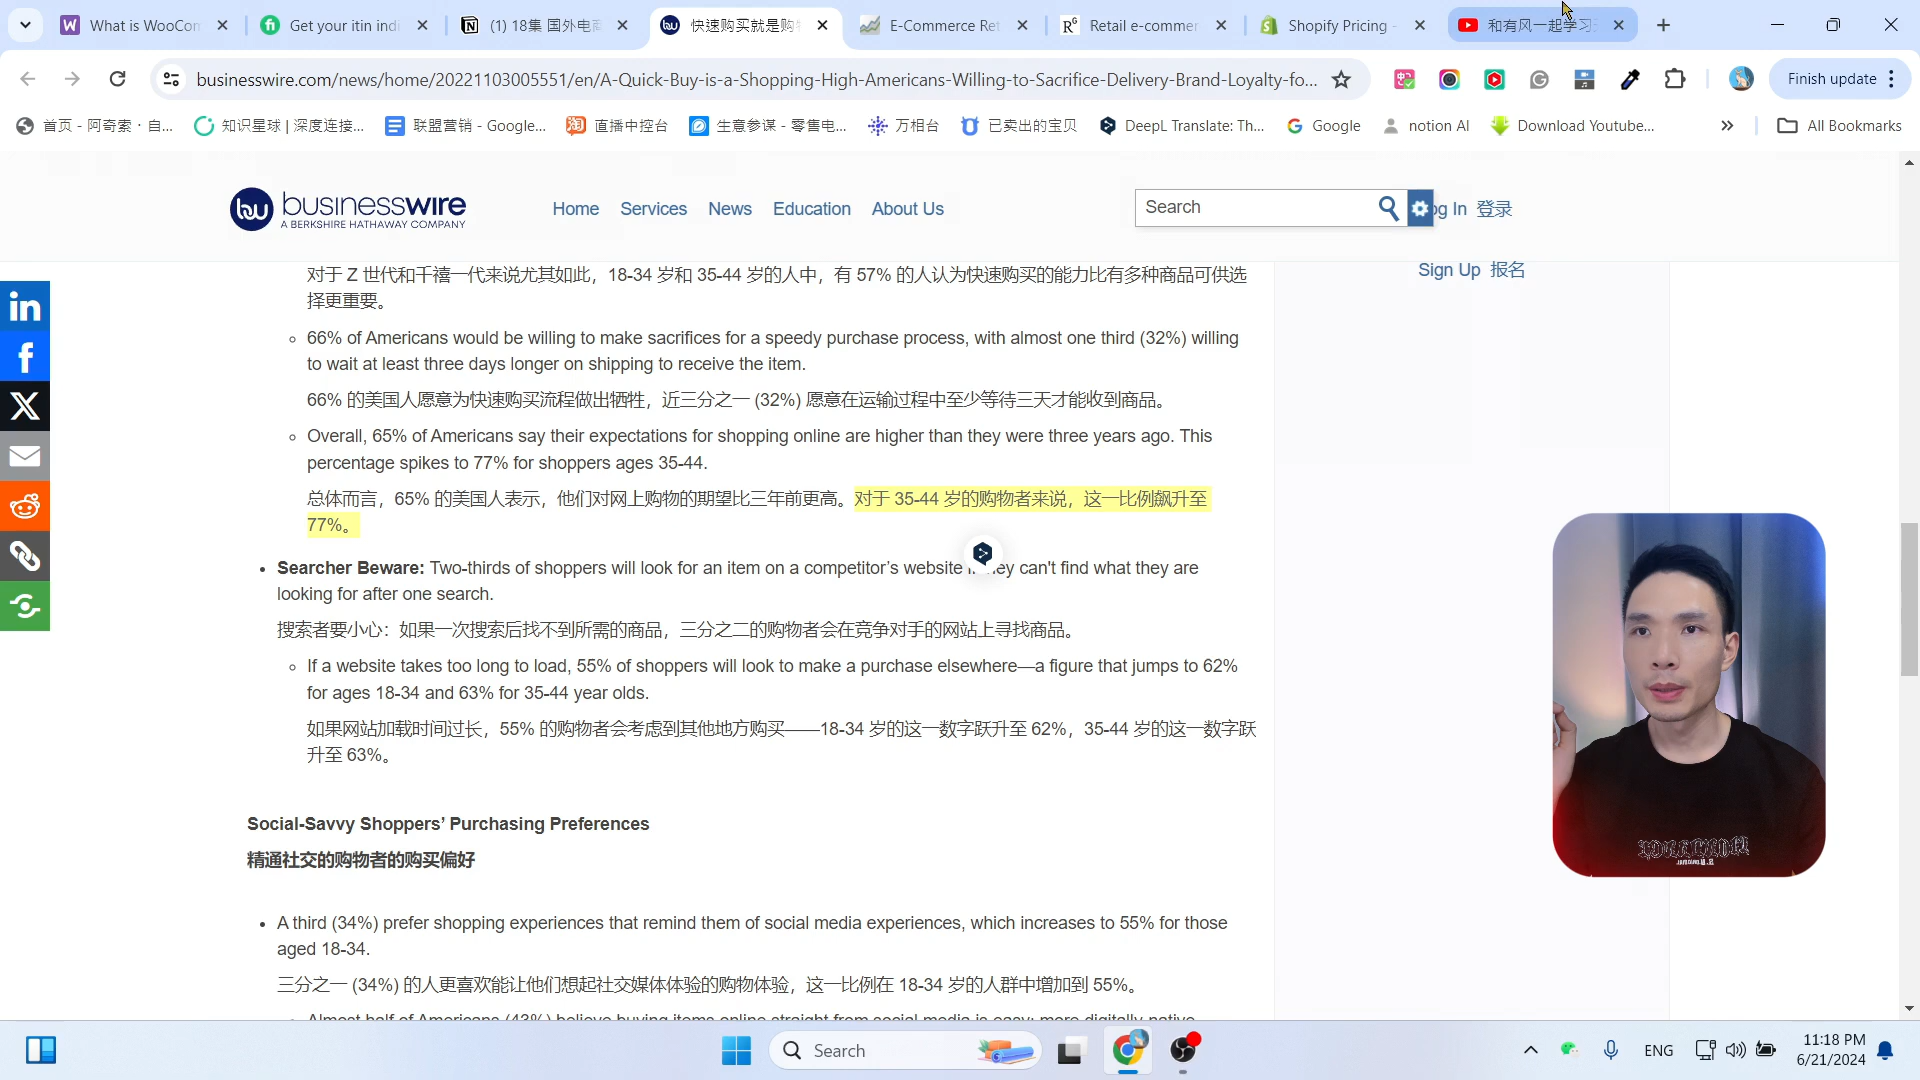 What is WooCom
Get your itin indi
(1) 18集 国外电商
快速购买就是购物
E-Commerce Ret
Retail e-commer
Shopify Pricing -
和有风一起学习
businesswire.com/news/home/20221103005551/en/A-Quick-Buy-is-a-Shopping-High-Americans-Willing-to-Sacrifice-Delivery-Brand-Loyalty-fo...
Finish update
首页 - 阿奇索 · 自...
知识星球 | 深度连接...
联盟营销 - Google...
直播中控台
生意参谋 - 零售电...
万相台
已卖出的宝贝
DeepL Translate: Th...
Google
notion AI
Download Youtube...
All Bookmarks
businesswire
A BERKSHIRE HATHAWAY COMPANY
Home Services News Education About Us
Search
og In 登录
Sign Up 报名
对于 Z 世代和千禧一代来说尤其如此，18-34 岁和 35-44 岁的人中，有 57% 的人认为快速购买的能力比有多种商品可供选
择更重要。
66% of Americans would be willing to make sacrifices for a speedy purchase process, with almost one third (32%) willing
to wait at least three days longer on shipping to receive the item.
66% 的美国人愿意为快速购买流程做出牺牲，近三分之一 (32%) 愿意在运输过程中至少等待三天才能收到商品。
Overall, 65% of Americans say their expectations for shopping online are higher than they were three years ago. This
percentage spikes to 77% for shoppers ages 35-44.
总体而言，65% 的美国人表示，他们对网上购物的期望比三年前更高。对于 35-44 岁的购物者来说，这一比例飙升至
77%。
Searcher Beware: Two-thirds of shoppers will look for an item on a competitor's website ey can't find what they are
looking for after one search.
搜索者要小心：如果一次搜索后找不到所需的商品，三分之二的购物者会在竞争对手的网站上寻找商品。
If a website takes too long to load, 55% of shoppers will look to make a purchase elsewhere—a figure that jumps to 62%
for ages 18-34 and 63% for 35-44 year olds.
如果网站加载时间过长，55% 的购物者会考虑到其他地方购买——18-34 岁的这一数字跃升至 62%，35-44 岁的这一数字跃
升至 63%。
Social-Savvy Shoppers' Purchasing Preferences
精通社交的购物者的购买偏好
A third (34%) prefer shopping experiences that remind them of social media experiences, which increases to 55% for those
aged 18-34.
三分之一 (34%) 的人更喜欢能让他们想起社交媒体体验的购物体验，这一比例在 18-34 岁的人群中增加到 55%。
Almost half of Americans (43%) believe buying items online straight from social media is easy; more digitally-native
Search
ENG
11:18 PM
6/21/2024